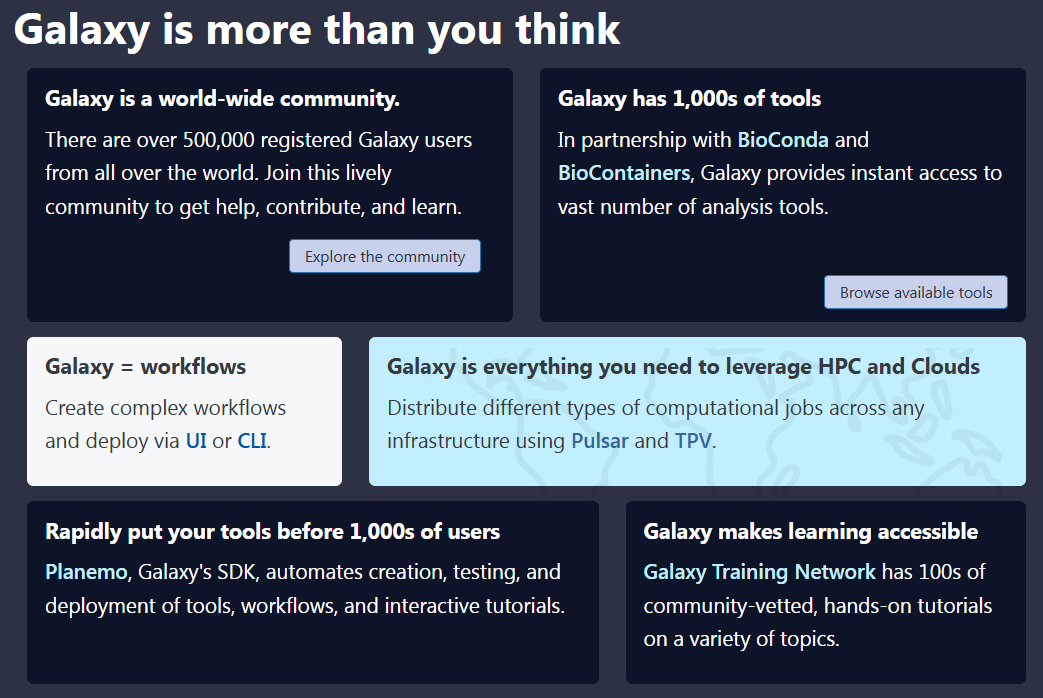 Galaxy is more than you think
Galaxy is a world-wide community.
There are over 500,000 registered Galaxy users
from all over the world. Join this lively
community to get help, contribute, and learn.
Explore the community
Galaxy has 1,000s of tools
In partnership with BioConda and
BioContainers, Galaxy provides instant access to
vast number of analysis tools.
Browse available tools
Galaxy = workflows
Create complex workflows
and deploy via UI or CLI.
Galaxy is everything you need to leverage HPC and Clouds
Distribute different types of computational jobs across any
infrastructure using Pulsar and TPV.
Rapidly put your tools before 1,000s of users
Planemo, Galaxy's SDK, automates creation, testing, and
deployment of tools, workflows, and interactive tutorials.
Galaxy makes learning accessible
Galaxy Training Network has 100s of
community-vetted, hands-on tutorials
on a variety of topics.